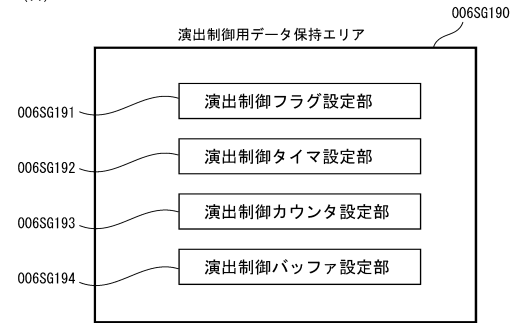 006SG190
演出制御用データ保持エリア
006SG191
演出制御フラグ設定部
006SG192
演出制御タイマ設定部
006SG193
演出制御カウンタ設定部
006SG194
演出制御バッファ設定部